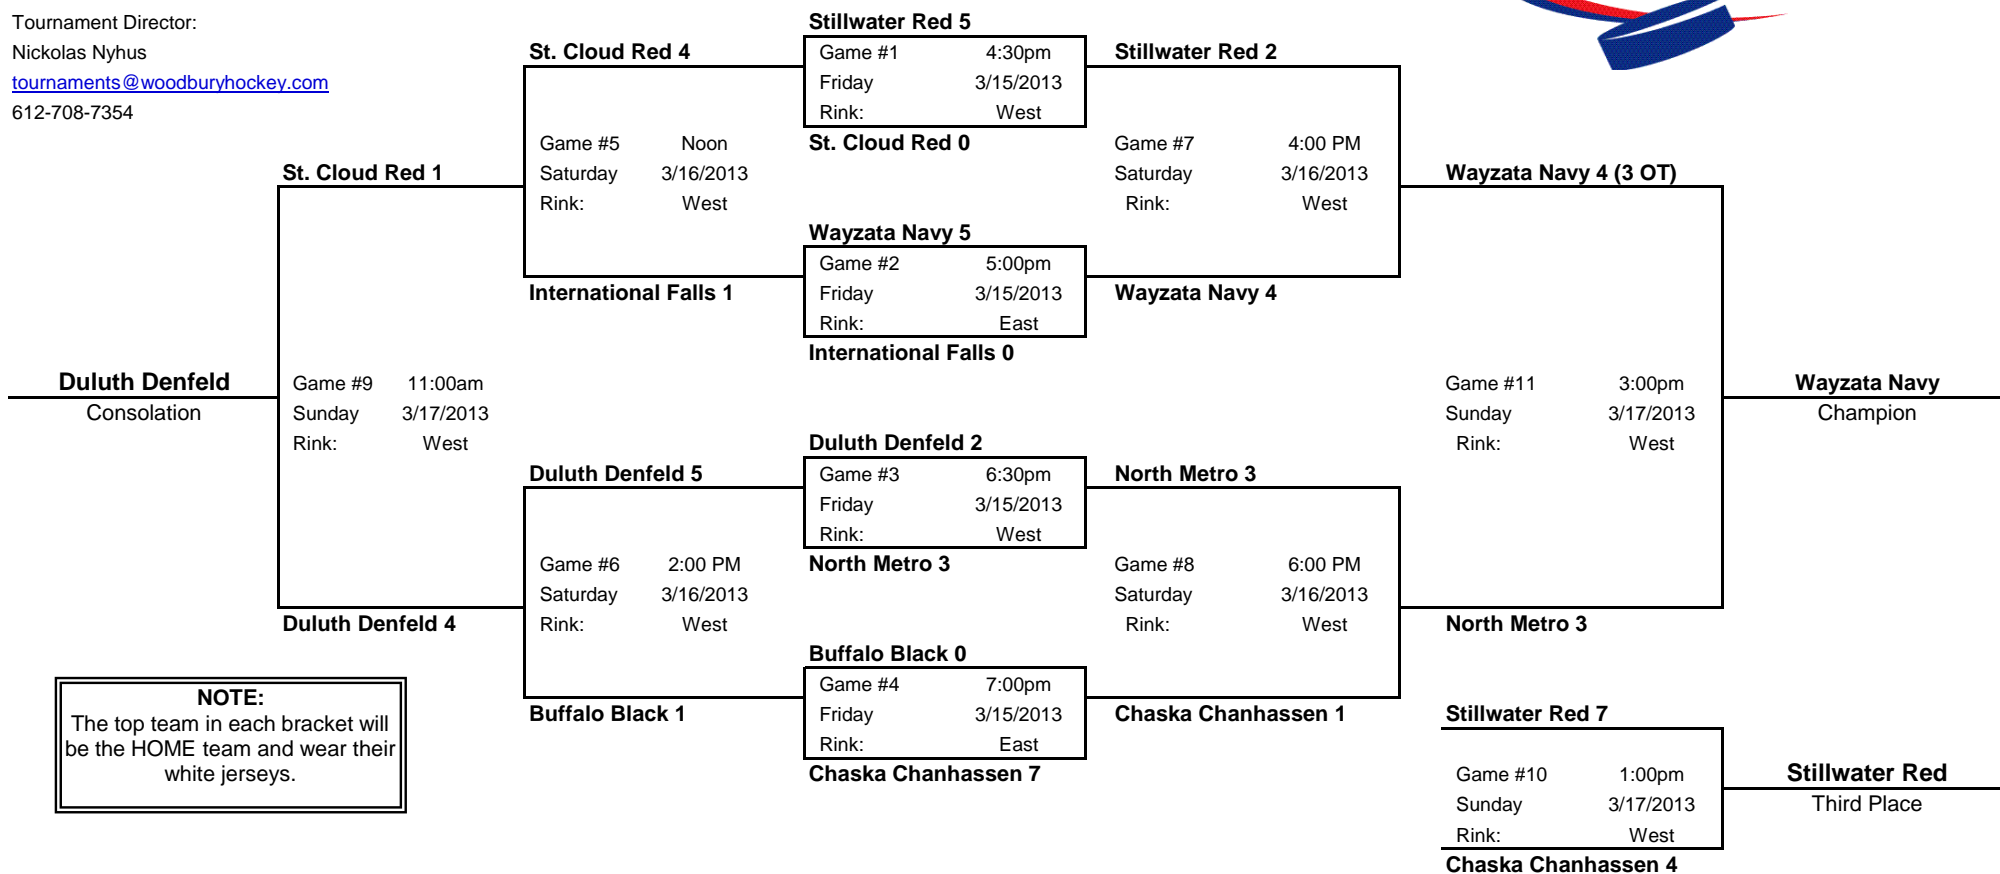 Tournament Director:
Nickolas Nyhus
tournaments@woodburyhockey.com
612-708-7354
Stillwater Red 5
Game #1 4:30pm
Friday 3/15/2013
Rink: West
St. Cloud Red 0
Wayzata Navy 5
Game #2 5:00pm
Friday 3/15/2013
Rink: East
International Falls 0
Duluth Denfeld 2
Game #3 6:30pm
Friday 3/15/2013
Rink: West
North Metro 3
Buffalo Black 0
Game #4 7:00pm
Friday 3/15/2013
Rink: East
Chaska Chanhassen 7
St. Cloud Red 4
Game #5 Noon
Saturday 3/16/2013
Rink: West
International Falls 1
Duluth Denfeld 5
Game #6 2:00 PM
Saturday 3/16/2013
Rink: West
Buffalo Black 1
Stillwater Red 2
Game #7 4:00 PM
Saturday 3/16/2013
Rink: West
Wayzata Navy 4
North Metro 3
Game #8 6:00 PM
Saturday 3/16/2013
Rink: West
Chaska Chanhassen 1
St. Cloud Red 1
Game #9 11:00am
Sunday 3/17/2013
Rink: West
Duluth Denfeld 4
Duluth Denfeld
Consolation
Wayzata Navy 4 (3 OT)
Game #11 3:00pm
Sunday 3/17/2013
Rink: West
North Metro 3
Wayzata Navy
Champion
Stillwater Red 7
Game #10 1:00pm
Sunday 3/17/2013
Rink: West
Chaska Chanhassen 4
Stillwater Red
Third Place
NOTE:
The top team in each bracket will
be the HOME team and wear their
white jerseys.